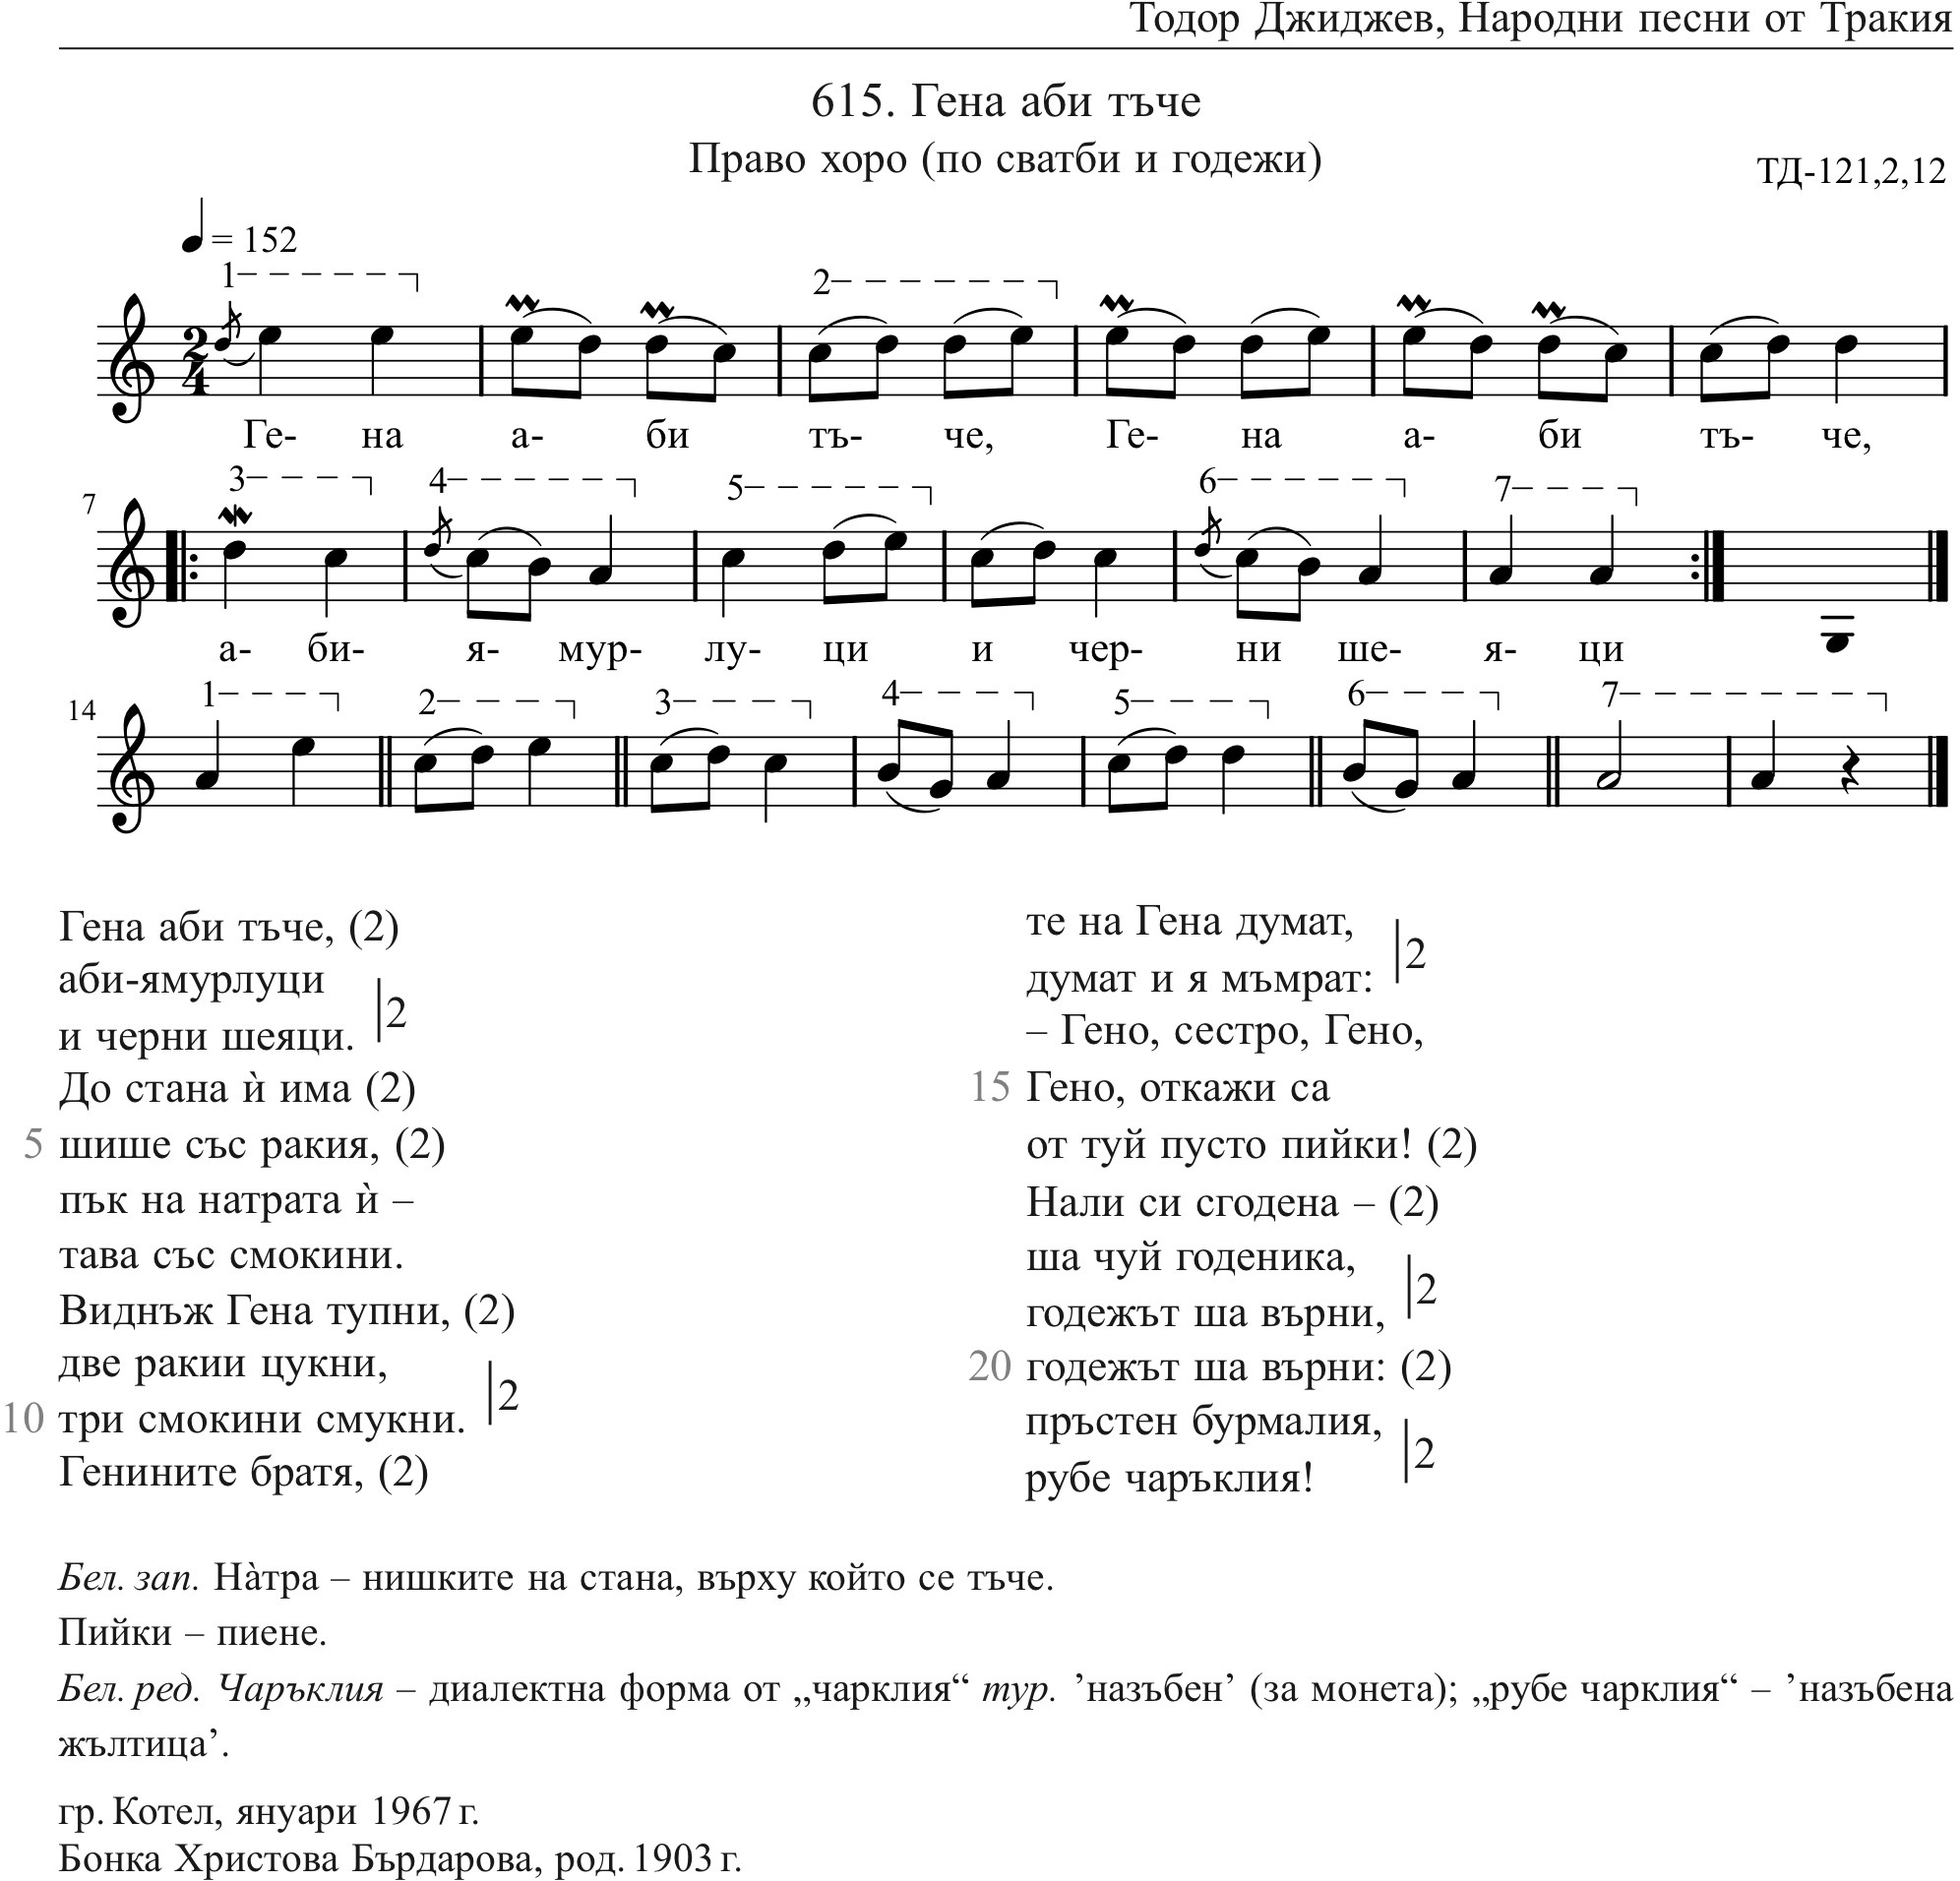 Тодор Джиджев, Народни песни от Тракия
615. Гена аби тъче
Право хоро (по сватби и годежи)
ТД-121,2,12
= 152
1 2
2 4
Ге- на а- би тъ- че, Ге- на а- би тъ- че,
3 4 5 6 7
7
а- би- я- мур- лу- ци и чер- ни ше- я- ци
1 2 3 4 5 6 7
14
Гена аби тъче, (2)
аби-ямурлуци
и черни шеяци. |2
До стана ѝ има (2)
5 шише със ракия, (2)
пък на натрата ѝ –
тава със смокини.
Виднъж Гена тупни, (2)
две ракии цукни,
10 три смокини смукни. |2
Генините братя, (2)
те на Гена думат,
думат и я мъмрат: |2
– Гено, сестро, Гено,
15 Гено, откажи са
от туй пусто пийки! (2)
Нали си сгодена – (2)
ша чуй годеника,
годежът ша върни, |2
20 годежът ша върни: (2)
пръстен бурмалия,
рубе чаръклия! |2
Бел. зап. Нàтра – нишките на стана, върху който се тъче.
Пийки – пиене.
Бел. ред. Чаръклия – диалектна форма от „чарклия“ тур. ’назъбен’ (за монета); „рубе чарклия“ – ’назъбена
жълтица’.
гр. Котел, януари 1967 г.
Бонка Христова Бърдарова, род. 1903 г.